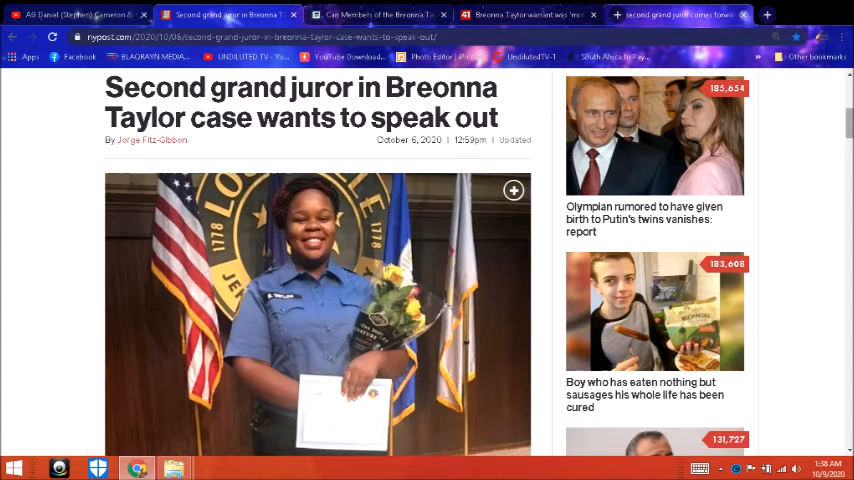 AG Daniel (Stephen) Cameron &
Second grand juror in Breonna T
Can Members of the Breonna Ta
Breonna Taylor warrant was 'mi
second grand juror comes forwa
nypost.com/2020/10/06/second-grand-juror-in-breonna-taylor-case-wants-to-speak-out/
Apps
Facebook
BLAQRAYN MEDIA...
UNDILUTED TV - Yo...
YouTube Download...
Photo Editor | iPicc...
UndilutedTV-1
South Africa to Pay...
Other bookmarks
Second grand juror in Breonna
Taylor case wants to speak out
By Jorge Fitz-Gibbon
October 6, 2020 | 12:59pm | Updated
1778
1778
185,654
Olympian rumored to have given
birth to Putin's twins vanishes:
report
183,608
RICHMOND
Boy who has eaten nothing but
sausages his whole life has been
cured
131,727
1:38 AM
10/9/2020